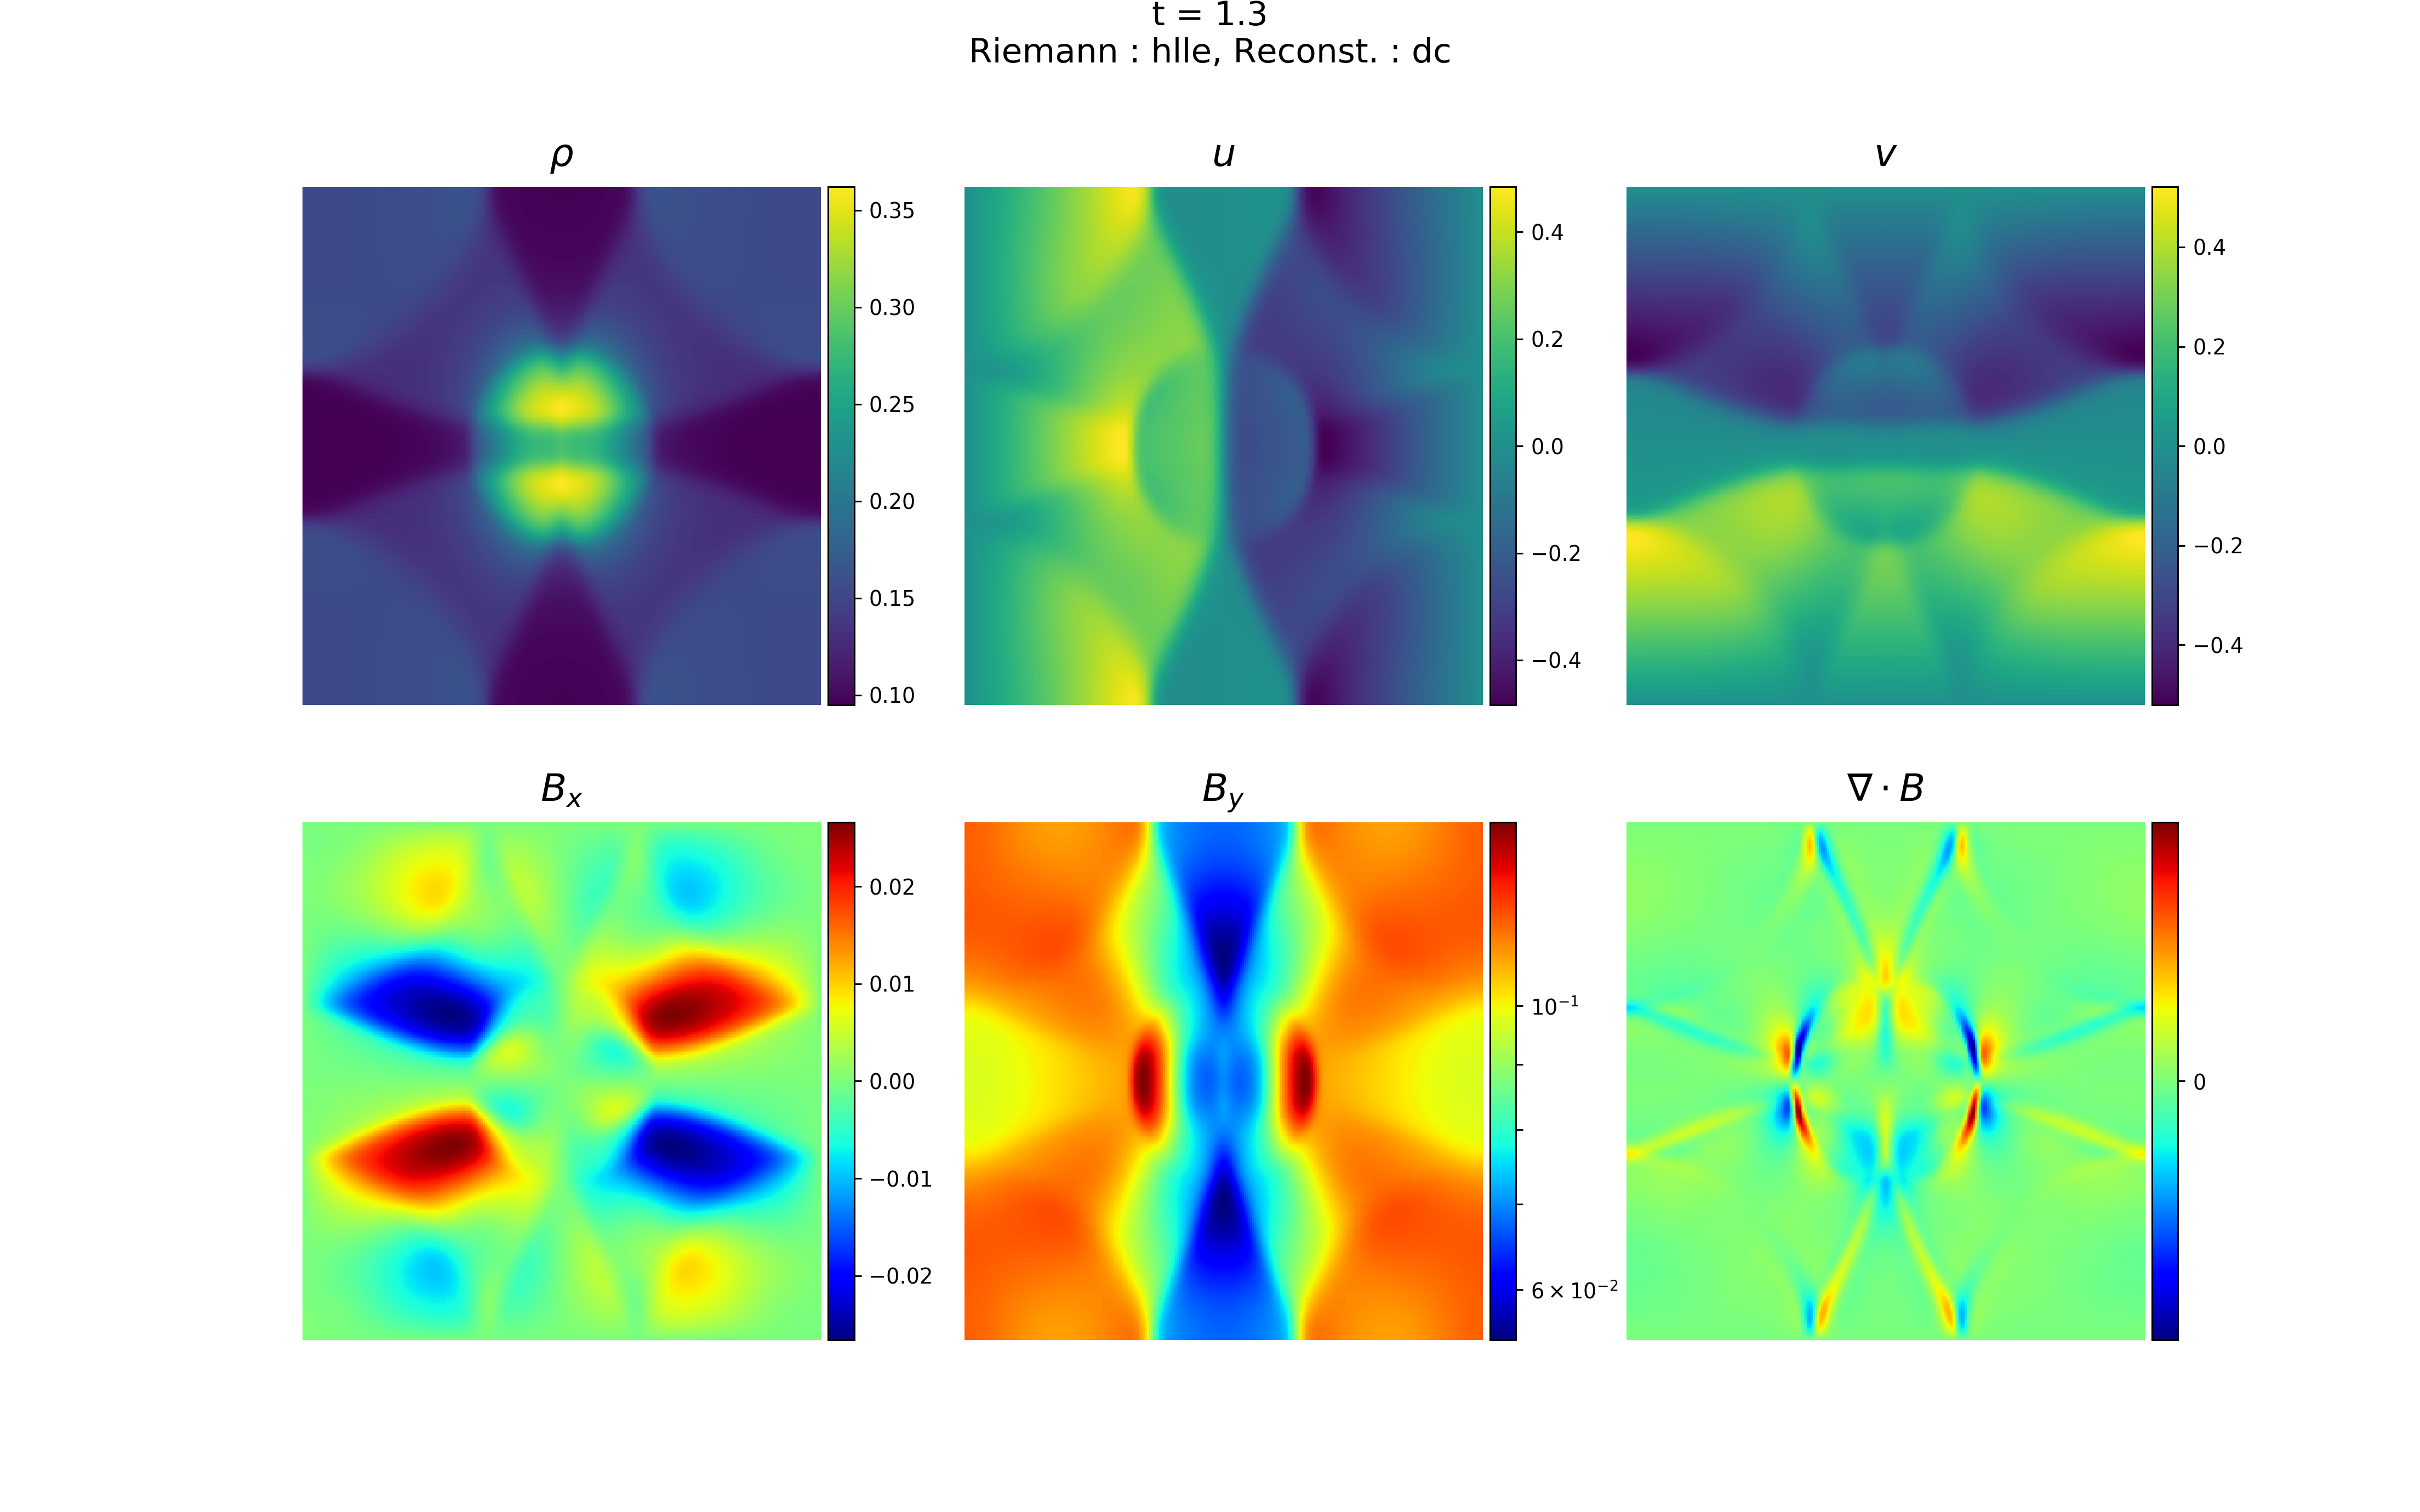 t = 1.3
Riemann : hlle, Reconst. : dc
ρ
u
v
0.35
0.30
0.25
0.20
0.15
0.10
0.4
0.2
0.0
−0.2
−0.4
0.4
0.2
0.0
−0.2
−0.4
B_x
B_y
∇ · B
0.02
0.01
0.00
−0.01
−0.02
10⁻¹
6 × 10⁻²
0